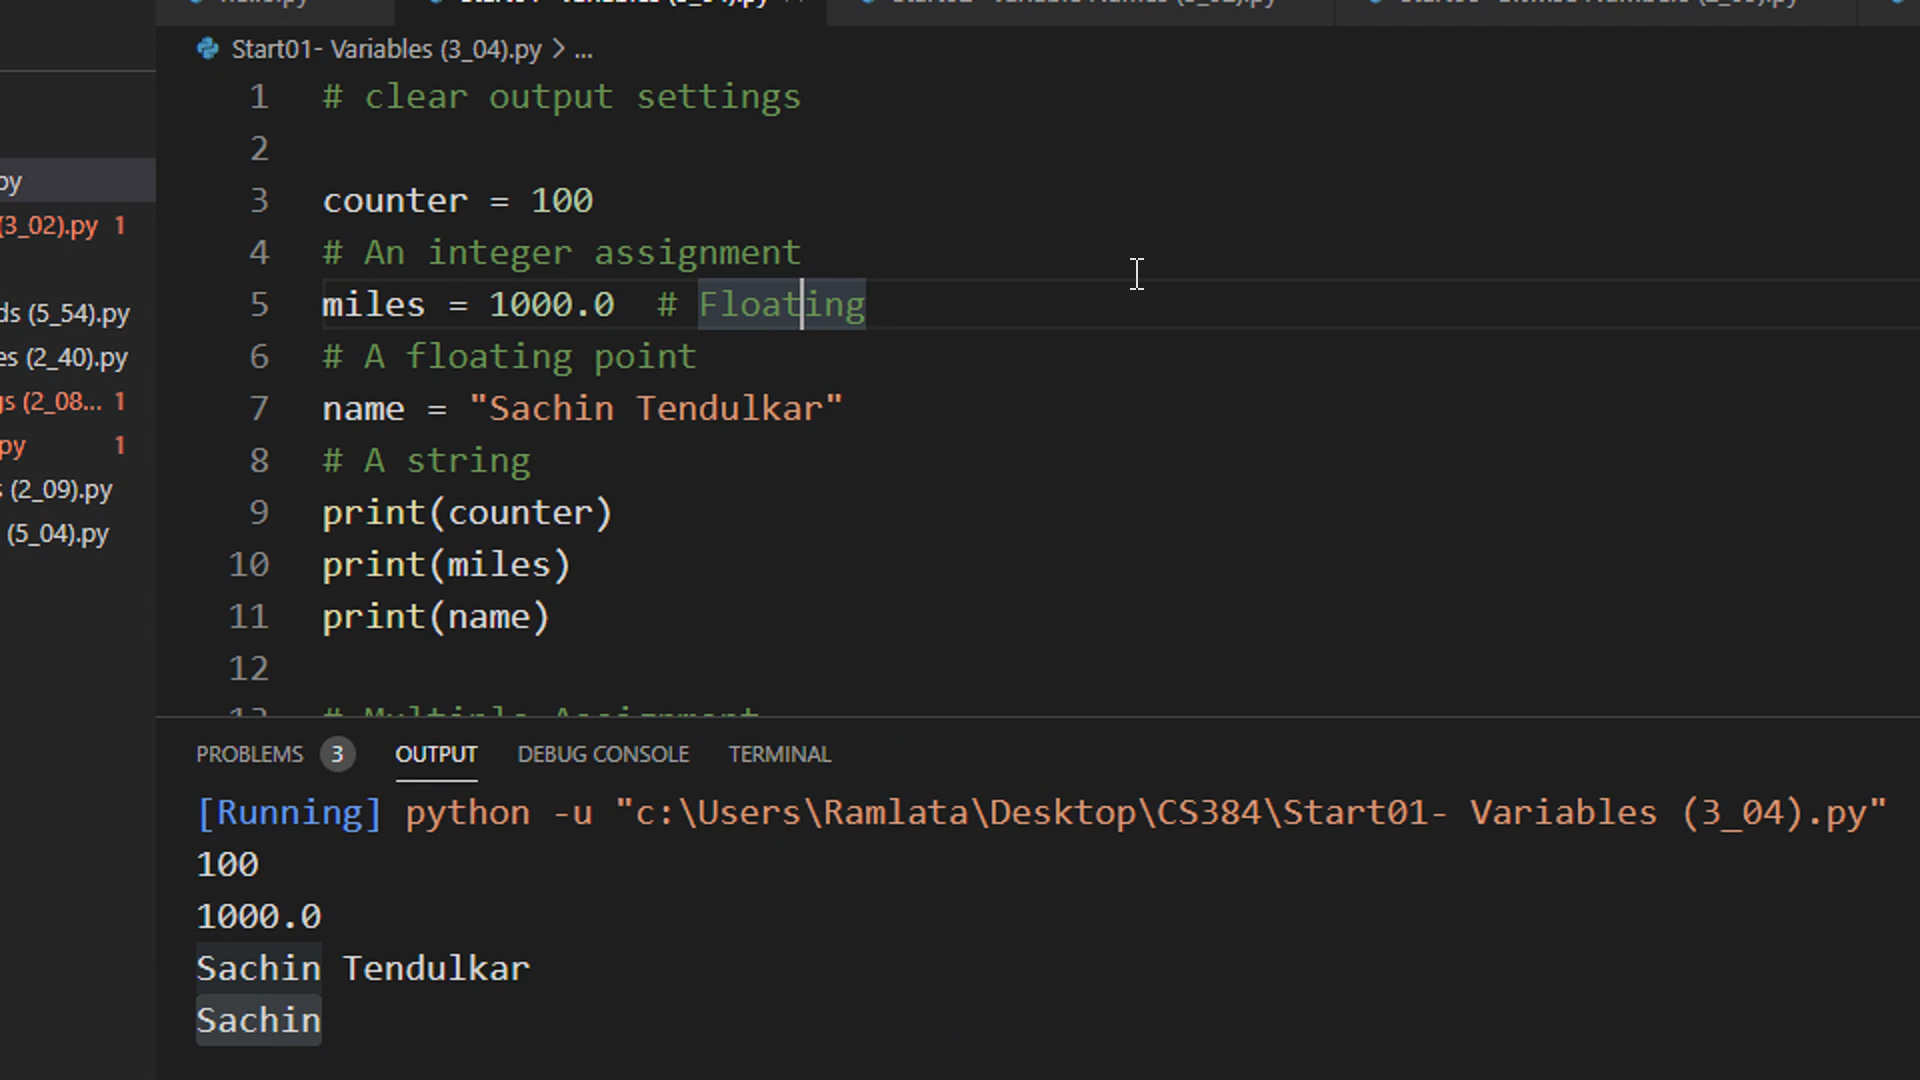 Start01- Variables (3_04).py > ...
1 # clear output settings
2
3 counter = 100
4 # An integer assignment
5 miles = 1000.0  # Floating
6 # A floating point
7 name = "Sachin Tendulkar"
8 # A string
9 print(counter)
10 print(miles)
11 print(name)
12
# Multiple Assignment
py
(3_02).py 1
ds (5_54).py
es (2_40).py
gs (2_08... 1
py 1
s (2_09).py
(5_04).py
PROBLEMS 3 OUTPUT DEBUG CONSOLE TERMINAL
[Running] python -u "c:\Users\Ramlata\Desktop\CS384\Start01- Variables (3_04).py"
100
1000.0
Sachin Tendulkar
Sachin